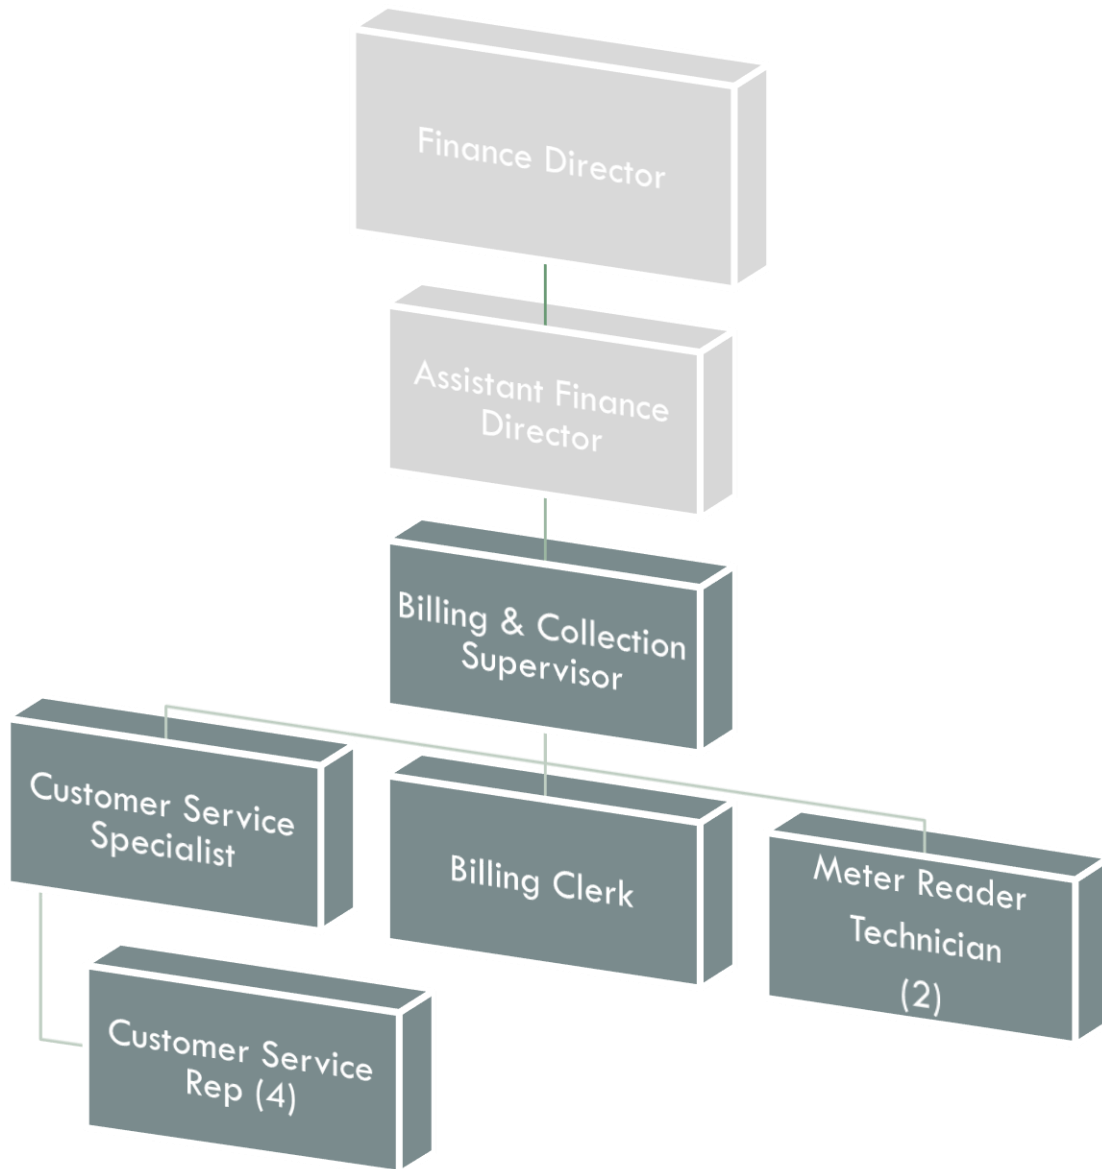 Finance Director
Assistant Finance
Director
Billing & Collection
Supervisor
Customer Service
Specialist
Billing Clerk
Meter Reader
Technician
(2)
Customer Service
Rep (4)